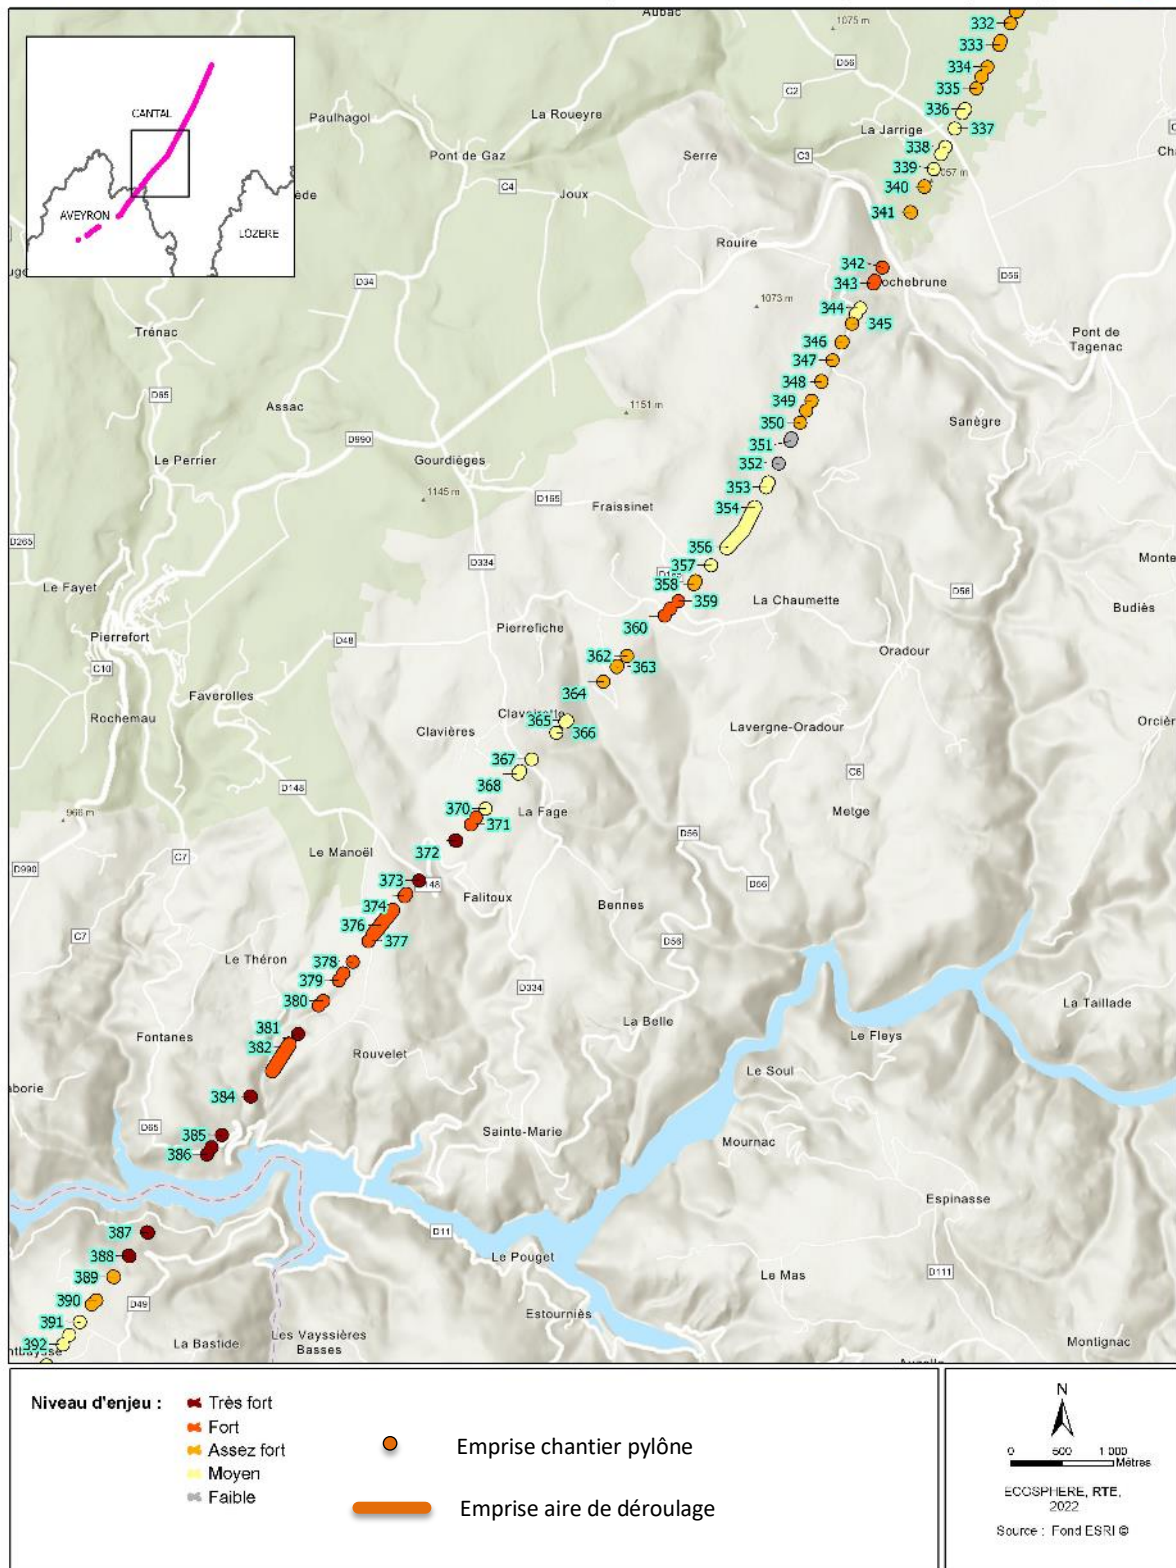 Aubac
1075 m
332
333
D56
334
335
C2
336
CANTAL
Paulhagol
La Roueyre
La Jarrige
337
338
Pont de Gaz
Serre
C3
339
C4
Joux
340
341
AVEYRON
LOZERE
Rouire
342
D56
D34
343
1073 m
344
345
Trénac
346
Pont de
Tagenac
347
348
D65
Assac
349
1151 m
350
Sanègre
D990
351
Le Perrier
Gourdièges
352
1145 m
353
D165
Fraissinet
354
D265
356
D334
357
Le Fayet
358
D56
359
La Chaumette
Budiès
360
Pierrefiche
Pierrefort
D48
362
Oradour
363
C10
364
Faverolles
Rochemau
365
Clavières
366
Lavergne-Oradour
367
368
C6
D148
370
La Fage
Metge
966 m
371
D56
Le Manoël
372
C7
D990
373
D56
374
Falitoux
Bennes
376
C7
377
D56
Le Théron
378
379
D334
380
La Taillade
La Belle
381
Fontanes
Le Fleys
382
Rouvelet
Le Soul
384
D65
385
Sainte-Marie
Mournac
386
Espinasse
387
D11
388
Le Pouget
389
Le Mas
D111
390
D49
391
Estourniès
La Bastide
Les Vayssières
Basses
392
Montignac
Niveau d'enjeu :
Très fort
Fort
Assez fort
Moyen
Faible
Emprise chantier pylône
Emprise aire de déroulage
N
0 500 1 000
Mètres
ECOSPHERE, RTE,
2022
Source : Fond ESRI ©